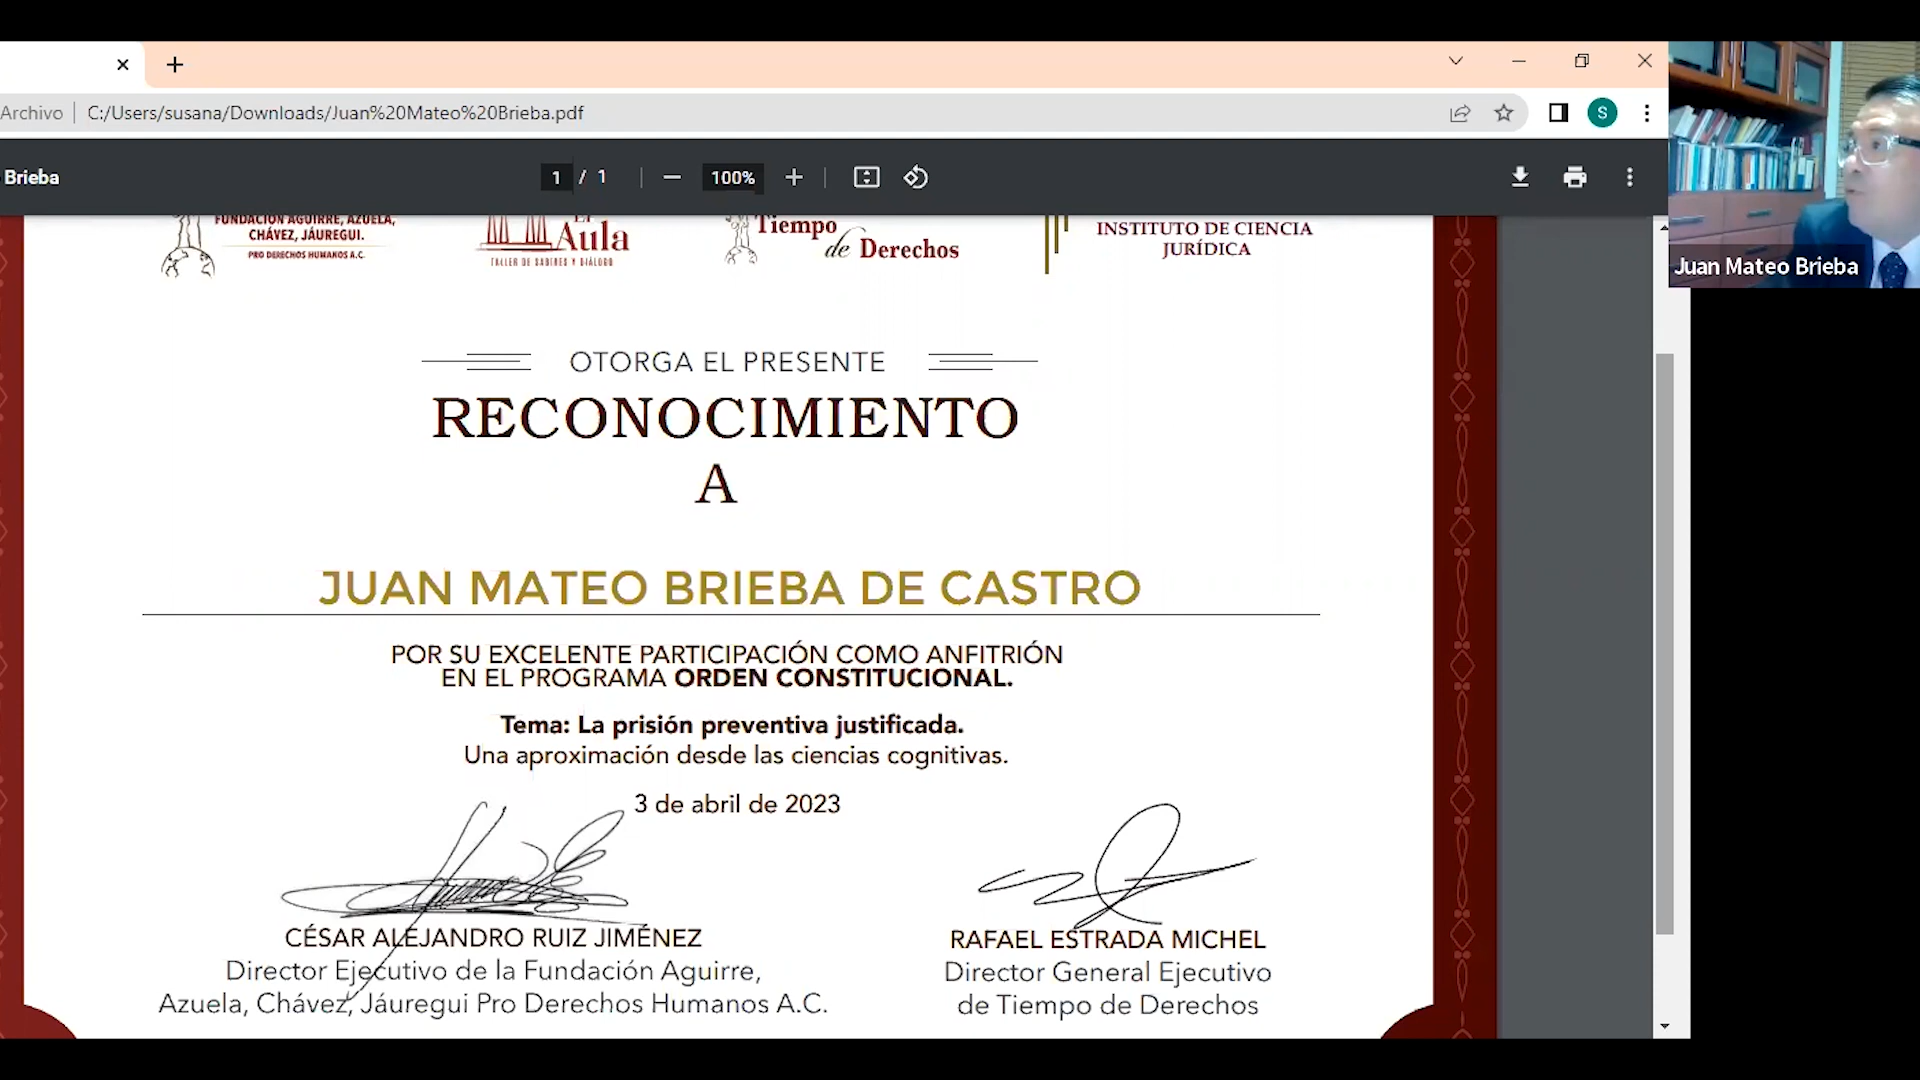 Archivo
C:/Users/susana/Downloads/Juan%20Mateo%20Brieba.pdf
S
Brieba
1 / 1
100%
FUNDACIÓN AGUIRRE, AZUELA,
CHÁVEZ, JÁUREGUI.
PRO DERECHOS HUMANOS A.C.
El Aula
TALLER DE SABERES Y DIÁLOGO
Tiempo
de Derechos
INSTITUTO DE CIENCIA
JURÍDICA
Juan Mateo Brieba
OTORGA EL PRESENTE
RECONOCIMIENTO
A
JUAN MATEO BRIEBA DE CASTRO
POR SU EXCELENTE PARTICIPACIÓN COMO ANFITRIÓN
EN EL PROGRAMA ORDEN CONSTITUCIONAL.
Tema: La prisión preventiva justificada.
Una aproximación desde las ciencias cognitivas.
3 de abril de 2023
CÉSAR ALEJANDRO RUIZ JIMÉNEZ
Director Ejecutivo de la Fundación Aguirre,
Azuela, Chávez, Jáuregui Pro Derechos Humanos A.C.
RAFAEL ESTRADA MICHEL
Director General Ejecutivo
de Tiempo de Derechos